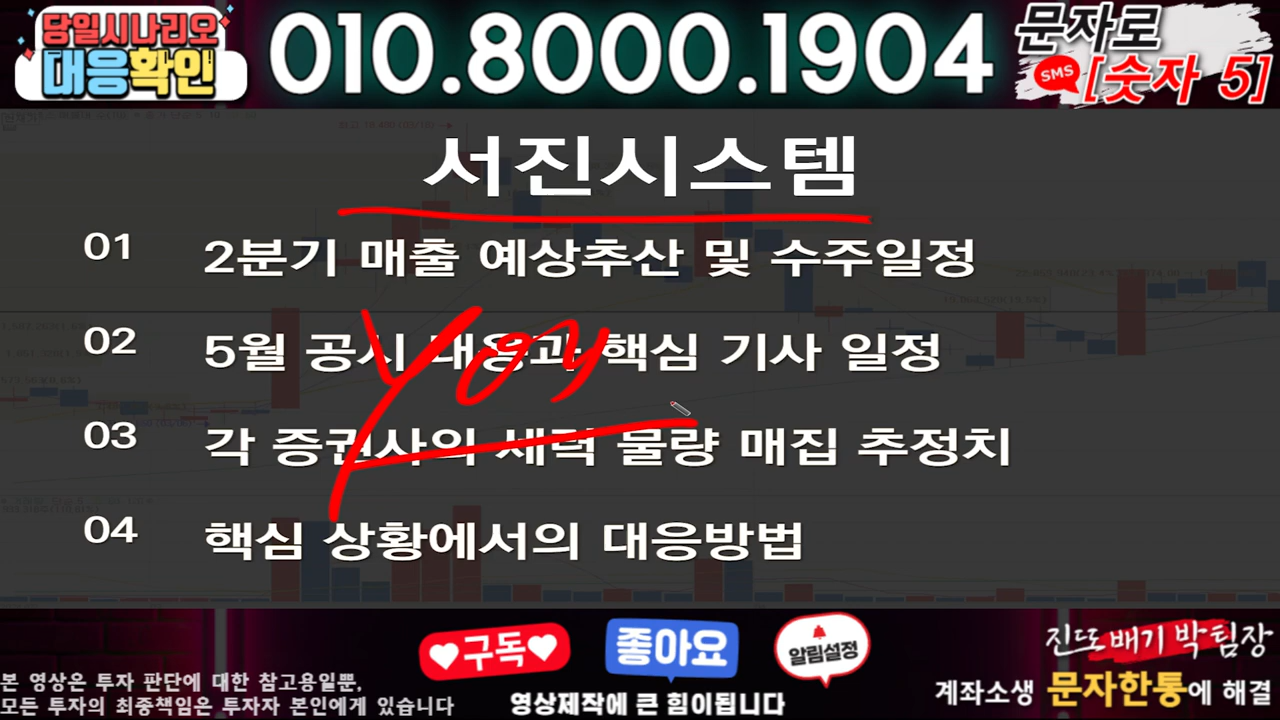 당일시나리오
대응확인
010.8000.1904
문자로
SMS
[숫자 5]
서진시스템
01 2분기 매출 예상추산 및 수주일정
02 5월 공시 내용과 핵심 기사 일정
03 각 증권사의 세력 물량 매집 추정치
04 핵심 상황에서의 대응방법
구독
좋아요
알림설정
영상제작에 큰 힘이됩니다
본 영상은 투자 판단에 대한 참고용일뿐,
모든 투자의 최종책임은 투자자 본인에게 있습니다
진또배기 박팀장
계좌소생 문자한통에 해결